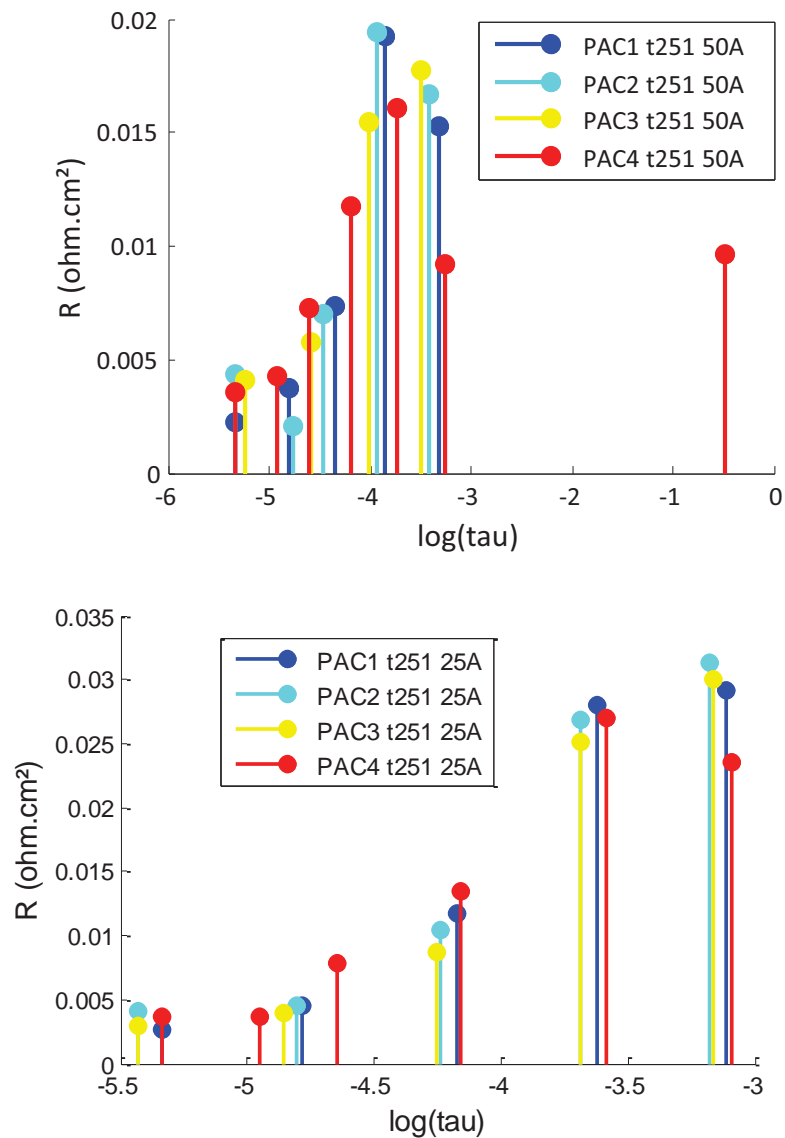 0.02
0.015
0.01
0.005
0
R (ohm.cm²)
PAC1 t251 50A
PAC2 t251 50A
PAC3 t251 50A
PAC4 t251 50A
-6 -5 -4 -3 -2 -1 0
log(tau)
0.035
0.03
0.025
0.02
0.015
0.01
0.005
0
R (ohm.cm²)
PAC1 t251 25A
PAC2 t251 25A
PAC3 t251 25A
PAC4 t251 25A
-5.5 -5 -4.5 -4 -3.5 -3
log(tau)